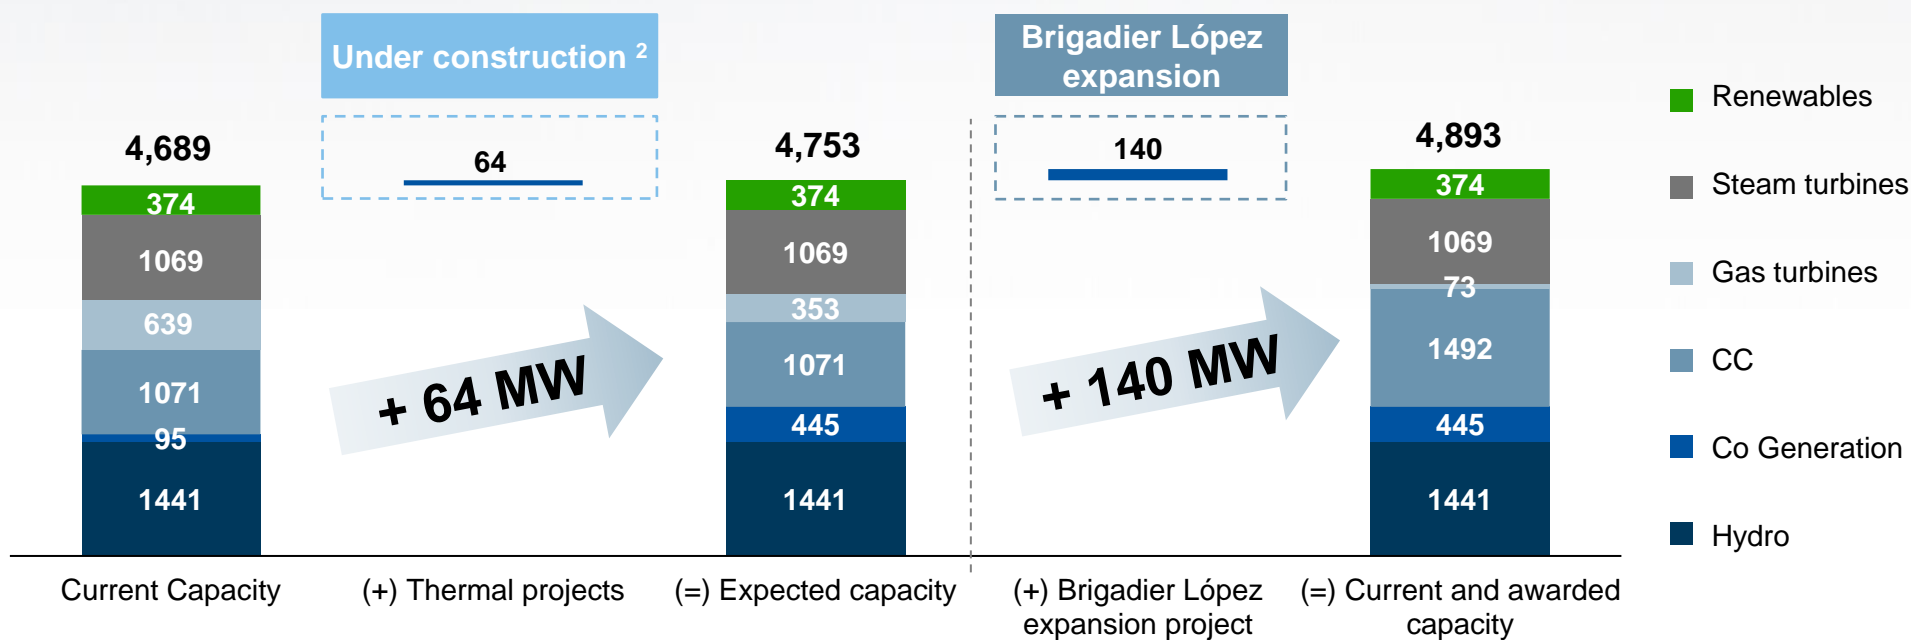 Under construction 2
Brigadier López
expansion
4,689
374
1069
639
1071
95
1441
64
+ 64 MW
4,753
374
1069
353
1071
445
1441
140
+ 140 MW
4,893
374
1069
73
1492
445
1441
Renewables
Steam turbines
Gas turbines
CC
Co Generation
Hydro
Current Capacity
(+) Thermal projects
(=) Expected capacity
(+) Brigadier López
expansion project
(=) Current and awarded
capacity